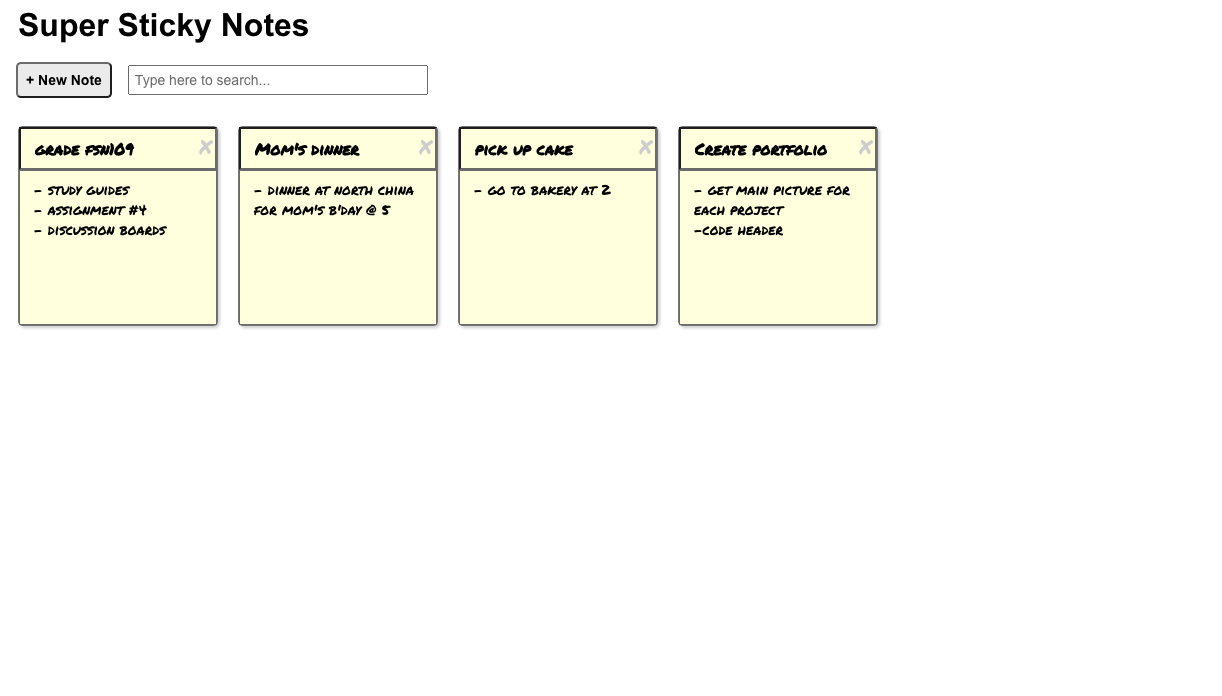 Super Sticky Notes
+ New Note
Type here to search...
grade fsn109
- study guides
- assignment #4
- discussion boards
Mom's dinner
- dinner at north china
for mom's b'day @ 5
pick up cake
- go to bakery at 2
Create portfolio
- get main picture for
each project
-code header